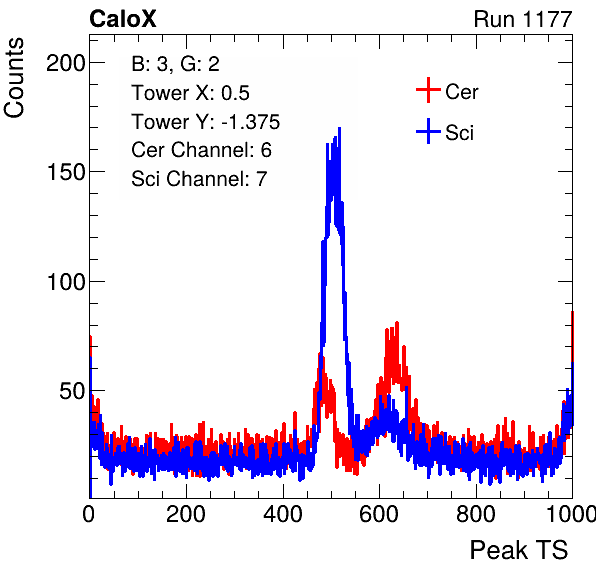 CaloX
Run 1177
Counts
B: 3, G: 2
Tower X: 0.5
Tower Y: -1.375
Cer Channel: 6
Sci Channel: 7
Cer
Sci
200
150
100
50
0
200
400
600
800
1000
Peak TS